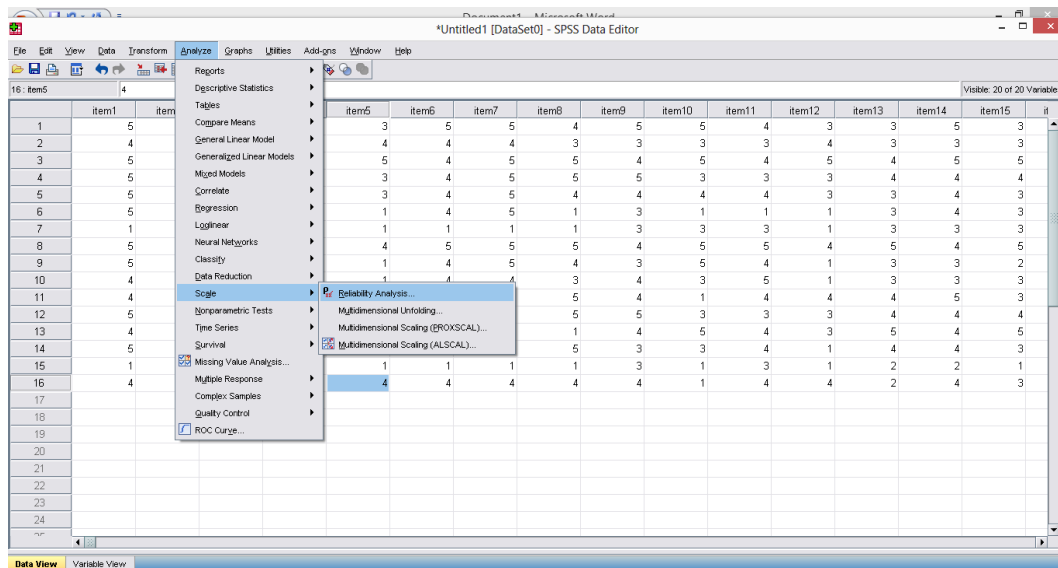 Document1 - Microsoft Word
*Untitled1 [DataSet0] - SPSS Data Editor
File Edit View Data Transform Analyze Graphs Utilities Add-ons Window Help
16 : item5 4 Visible: 20 of 20 Variable
item1 item item5 item6 item7 item8 item9 item10 item11 item12 item13 item14 item15 it
1 5 3 5 5 4 5 5 4 3 3 5 3
2 4 4 4 4 3 3 3 3 4 3 3 3
3 5 5 4 5 5 4 5 4 5 4 5 5
4 5 3 4 5 5 5 3 3 3 4 4 4
5 5 3 4 5 4 4 4 4 3 3 4 3
6 5 1 4 5 1 3 1 1 1 3 4 3
7 1 1 1 1 1 3 3 3 1 3 3 3
8 5 4 5 5 5 4 5 5 4 5 4 5
9 5 1 4 5 4 3 5 4 1 3 3 2
10 4 1 4 4 3 4 3 5 1 3 4 3
11 4 5 4 1 4 4 4 5 3
12 5 5 5 3 3 3 4 4 4
13 4 1 4 5 4 3 5 4 5
14 5 5 3 3 4 1 4 4 3
15 1 1 1 1 1 3 1 3 1 2 2 1
16 4 4 4 4 4 4 1 4 4 2 4 3
17
18
19
20
21
22
23
24
Reports
Descriptive Statistics
Tables
Compare Means
General Linear Model
Generalized Linear Models
Mixed Models
Correlate
Regression
Loglinear
Neural Networks
Classify
Data Reduction
Scale
Nonparametric Tests
Time Series
Survival
Missing Value Analysis...
Multiple Response
Complex Samples
Quality Control
ROC Curve...
Reliability Analysis...
Multidimensional Unfolding...
Multidimensional Scaling (PROXSCAL)...
Multidimensional Scaling (ALSCAL)...
Data View Variable View